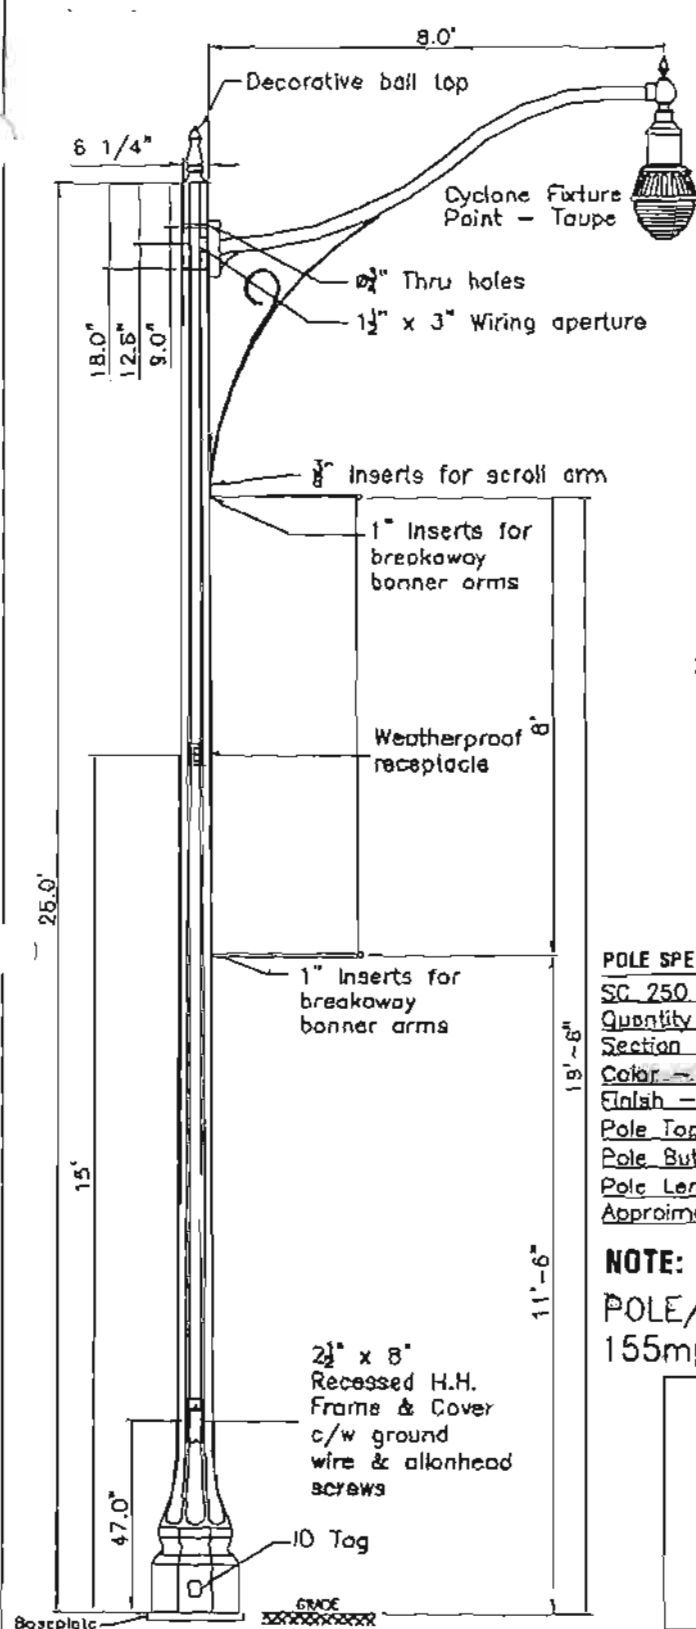 8.0'
Decorative ball top
6 1/4"
Cyclone Fixture
Paint - Taupe
ø3/4" Thru holes
1½" x 3" Wiring aperture
18.0"
12.6"
9.0"
3/8" Inserts for scroll arm
1" Inserts for
breakaway
banner arms
8'
Weatherproof
receptacle
25.0'
1" Inserts for
breakaway
banner arms
19'-6"
15'
11'-6"
2½" x 8"
Recessed H.H.
Frame & Cover
c/w ground
wire & allanhead
screws
47.0"
ID Tag
GRADE
Baseplate
POLE SPE
SC 250
Quantity
Section
Color -
Finish -
Pole Top
Pole But
Pole Len
Approim
NOTE:
POLE/
155m